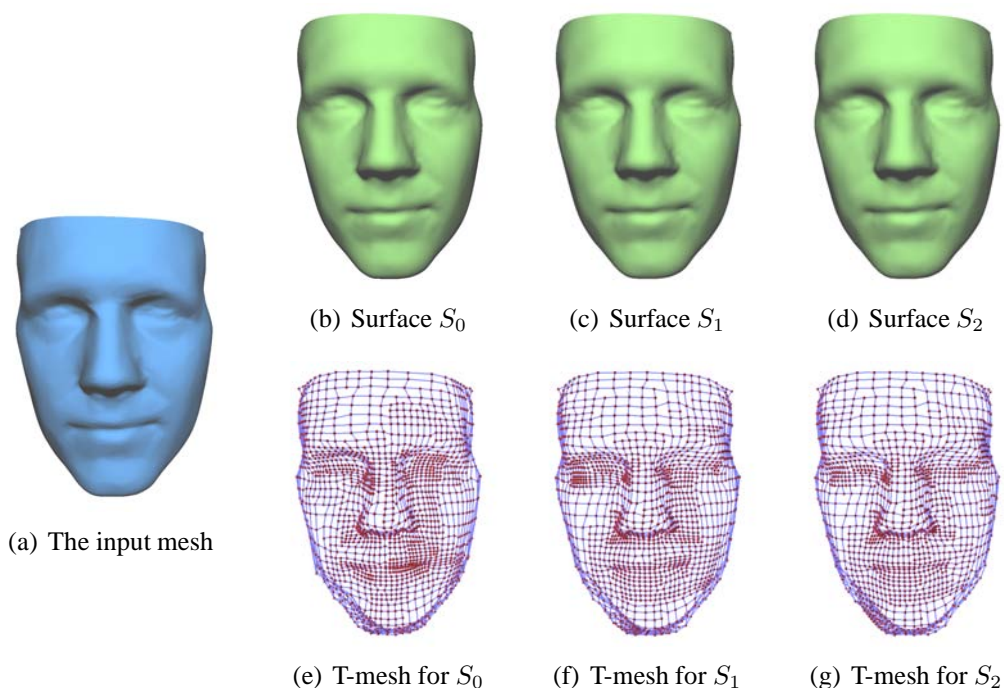 (a) The input mesh
(b) Surface S₀
(c) Surface S₁
(d) Surface S₂
(e) T-mesh for S₀
(f) T-mesh for S₁
(g) T-mesh for S₂